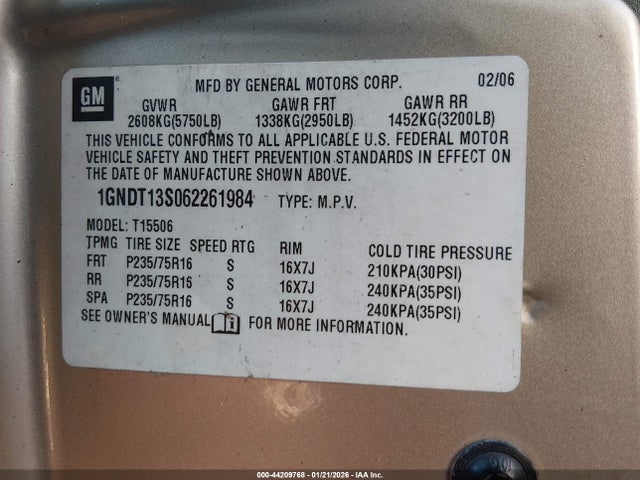 GM
MFD BY GENERAL MOTORS CORP. 02/06
GVWR GAWR FRT GAWR RR
2608KG(5750LB) 1338KG(2950LB) 1452KG(3200LB)
THIS VEHICLE CONFORMS TO ALL APPLICABLE U.S. FEDERAL MOTOR
VEHICLE SAFETY AND THEFT PREVENTION STANDARDS IN EFFECT ON
THE DATE OF MANUFACTURE SHOWN ABOVE.
1GNDT13S062261984 TYPE: M.P.V.
MODEL: T15506
TPMG TIRE SIZE SPEED RTG RIM COLD TIRE PRESSURE
FRT P235/75R16 S 16X7J 210KPA(30PSI)
RR P235/75R16 S 16X7J 240KPA(35PSI)
SPA P235/75R16 S 16X7J 240KPA(35PSI)
SEE OWNER'S MANUAL FOR MORE INFORMATION.
000-44209768 - 01/21/2026 - IAA Inc.